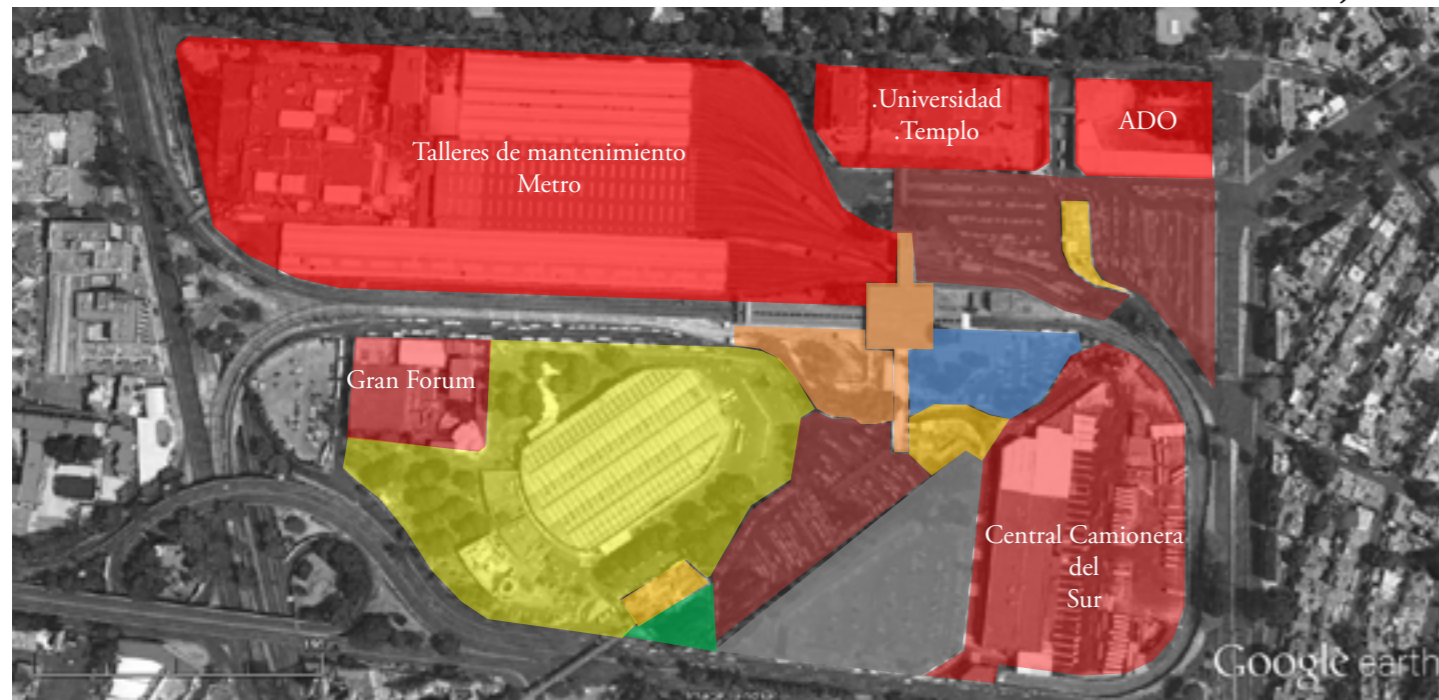 .Universidad
.Templo
ADO
Talleres de mantenimiento
Metro
Gran Forum
Central Camionera
del
Sur
Google earth